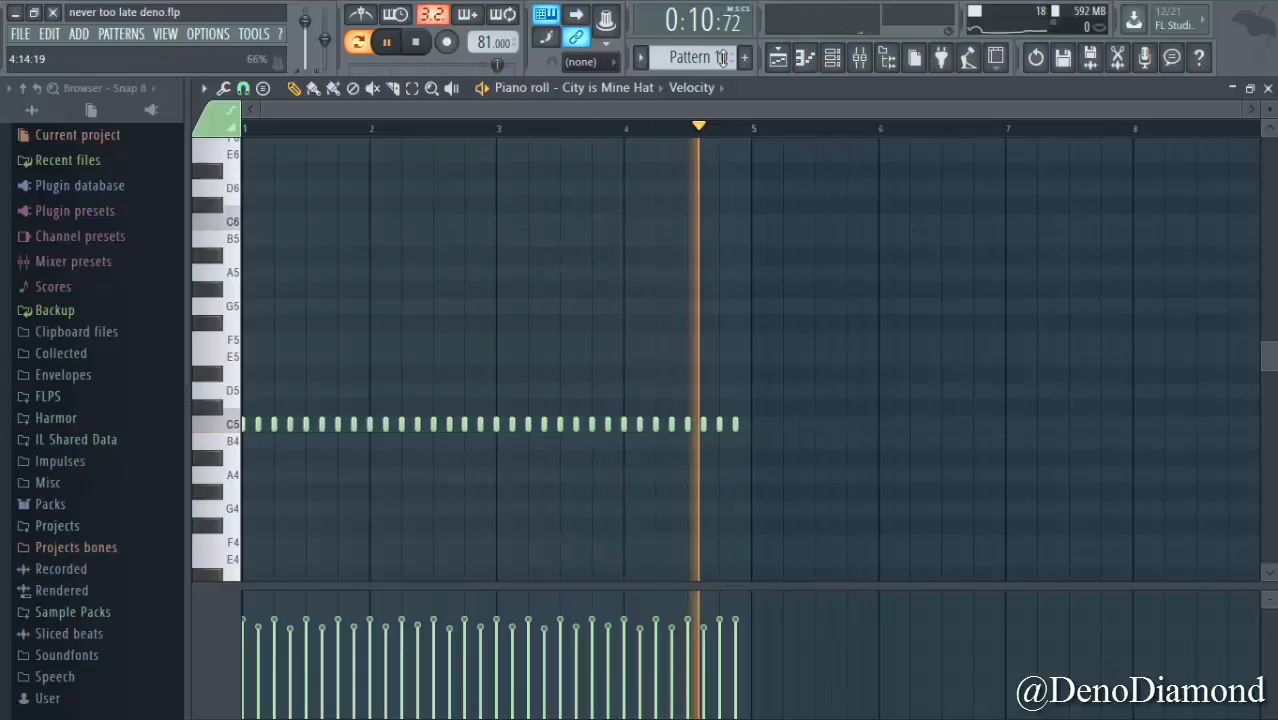 never too late deno.flp
FILE EDIT ADD PATTERNS VIEW OPTIONS TOOLS ?
4:14:19 66%
3.2.
81.000
(none)
0:10:72
M:S:CS
Pattern
18
592 MB
0
12/21
FL Studi..
Browser - Snap 8
Piano roll - City is Mine Hat Velocity
Current project
Recent files
Plugin database
Plugin presets
Channel presets
Mixer presets
Scores
Backup
Clipboard files
Collected
Envelopes
FLPS
Harmor
IL Shared Data
Impulses
Misc
Packs
Projects
Projects bones
Recorded
Rendered
Sample Packs
Sliced beats
Soundfonts
Speech
User
1 2 3 4 5 6 7 8
E6
D6
C6
B5
A5
G5
F5
E5
D5
C5
B4
A4
G4
F4
E4
@DenoDiamond